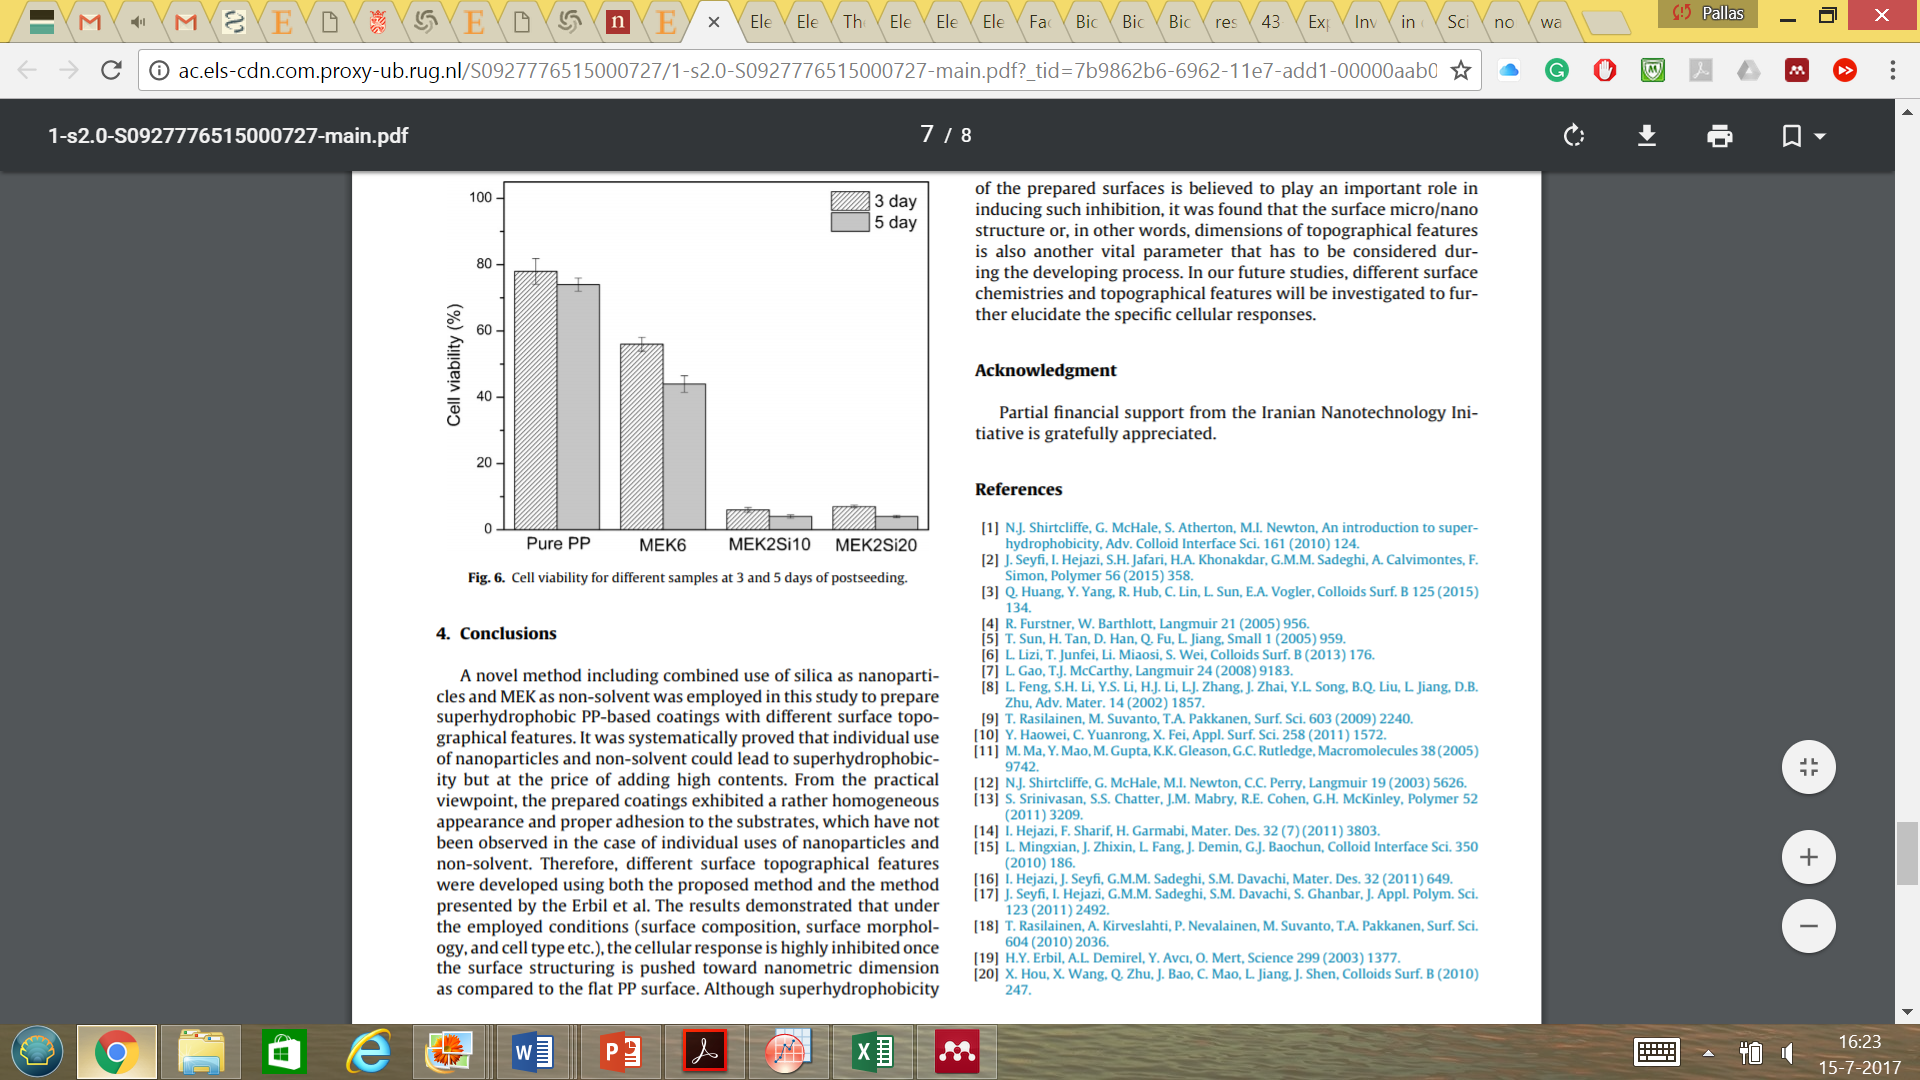 Ele
Ele
Th
Ele
Ele
Ele
Fa
Bio
Bio
Bio
res
43
Ex
Inv
in
Sci
no
wa
Pallas
ac.els-cdn.com.proxy-ub.rug.nl/S0927776515000727/1-s2.0-S0927776515000727-main.pdf?_tid=7b9862b6-6962-11e7-add1-00000aab0
1-s2.0-S0927776515000727-main.pdf
7 / 8
100
80
60
40
20
0
Cell viability (%)
3 day
5 day
Pure PP
MEK6
MEK2Si10
MEK2Si20
Fig. 6. Cell viability for different samples at 3 and 5 days of postseeding.
4. Conclusions
A novel method including combined use of silica as nanoparti-
cles and MEK as non-solvent was employed in this study to prepare
superhydrophobic PP-based coatings with different surface topo-
graphical features. It was systematically proved that individual use
of nanoparticles and non-solvent could lead to superhydrophobic-
ity but at the price of adding high contents. From the practical
viewpoint, the prepared coatings exhibited a rather homogeneous
appearance and proper adhesion to the substrates, which have not
been observed in the case of individual uses of nanoparticles and
non-solvent. Therefore, different surface topographical features
were developed using both the proposed method and the method
presented by the Erbil et al. The results demonstrated that under
the employed conditions (surface composition, surface morphol-
ogy, and cell type etc.), the cellular response is highly inhibited once
the surface structuring is pushed toward nanometric dimension
as compared to the flat PP surface. Although superhydrophobicity
of the prepared surfaces is believed to play an important role in
inducing such inhibition, it was found that the surface micro/nano
structure or, in other words, dimensions of topographical features
is also another vital parameter that has to be considered dur-
ing the developing process. In our future studies, different surface
chemistries and topographical features will be investigated to fur-
ther elucidate the specific cellular responses.
Acknowledgment
Partial financial support from the Iranian Nanotechnology Ini-
tiative is gratefully appreciated.
References
[1] N.J. Shirtcliffe, G. McHale, S. Atherton, M.I. Newton, An introduction to super-
hydrophobicity, Adv. Colloid Interface Sci. 161 (2010) 124.
[2] J. Seyfi, I. Hejazi, S.H. Jafari, H.A. Khonakdar, G.M.M. Sadeghi, A. Calvimontes, F.
Simon, Polymer 56 (2015) 358.
[3] Q. Huang, Y. Yang, R. Hub, C. Lin, L. Sun, E.A. Vogler, Colloids Surf. B 125 (2015)
134.
[4] R. Furstner, W. Barthlott, Langmuir 21 (2005) 956.
[5] T. Sun, H. Tan, D. Han, Q. Fu, L. Jiang, Small 1 (2005) 959.
[6] L. Lizi, T. Junfei, Li. Miaosi, S. Wei, Colloids Surf. B (2013) 176.
[7] L. Gao, T.J. McCarthy, Langmuir 24 (2008) 9183.
[8] L. Feng, S.H. Li, Y.S. Li, H.J. Li, L.J. Zhang, J. Zhai, Y.L. Song, B.Q. Liu, L. Jiang, D.B.
Zhu, Adv. Mater. 14 (2002) 1857.
[9] T. Rasilainen, M. Suvanto, T.A. Pakkanen, Surf. Sci. 603 (2009) 2240.
[10] Y. Haowei, C. Yuanrong, X. Fei, Appl. Surf. Sci. 258 (2011) 1572.
[11] M. Ma, Y. Mao, M. Gupta, K.K. Gleason, G.C. Rutledge, Macromolecules 38 (2005)
9742.
[12] N.J. Shirtcliffe, G. McHale, M.I. Newton, C.C. Perry, Langmuir 19 (2003) 5626.
[13] S. Srinivasan, S.S. Chatter, J.M. Mabry, R.E. Cohen, G.H. McKinley, Polymer 52
(2011) 3209.
[14] I. Hejazi, F. Sharif, H. Garmabi, Mater. Des. 32 (7) (2011) 3803.
[15] L. Mingxian, J. Zhixin, L. Fang, J. Demin, G.J. Baochun, Colloid Interface Sci. 350
(2010) 186.
[16] I. Hejazi, J. Seyfi, G.M.M. Sadeghi, S.M. Davachi, Mater. Des. 32 (2011) 649.
[17] J. Seyfi, I. Hejazi, G.M.M. Sadeghi, S.M. Davachi, S. Ghanbar, J. Appl. Polym. Sci.
123 (2011) 2492.
[18] T. Rasilainen, A. Kirveslahti, P. Nevalainen, M. Suvanto, T.A. Pakkanen, Surf. Sci.
604 (2010) 2036.
[19] H.Y. Erbil, A.L. Demirel, Y. Avcı, O. Mert, Science 299 (2003) 1377.
[20] X. Hou, X. Wang, Q. Zhu, J. Bao, C. Mao, L. Jiang, J. Shen, Colloids Surf. B (2010)
247.
16:23
15-7-2017